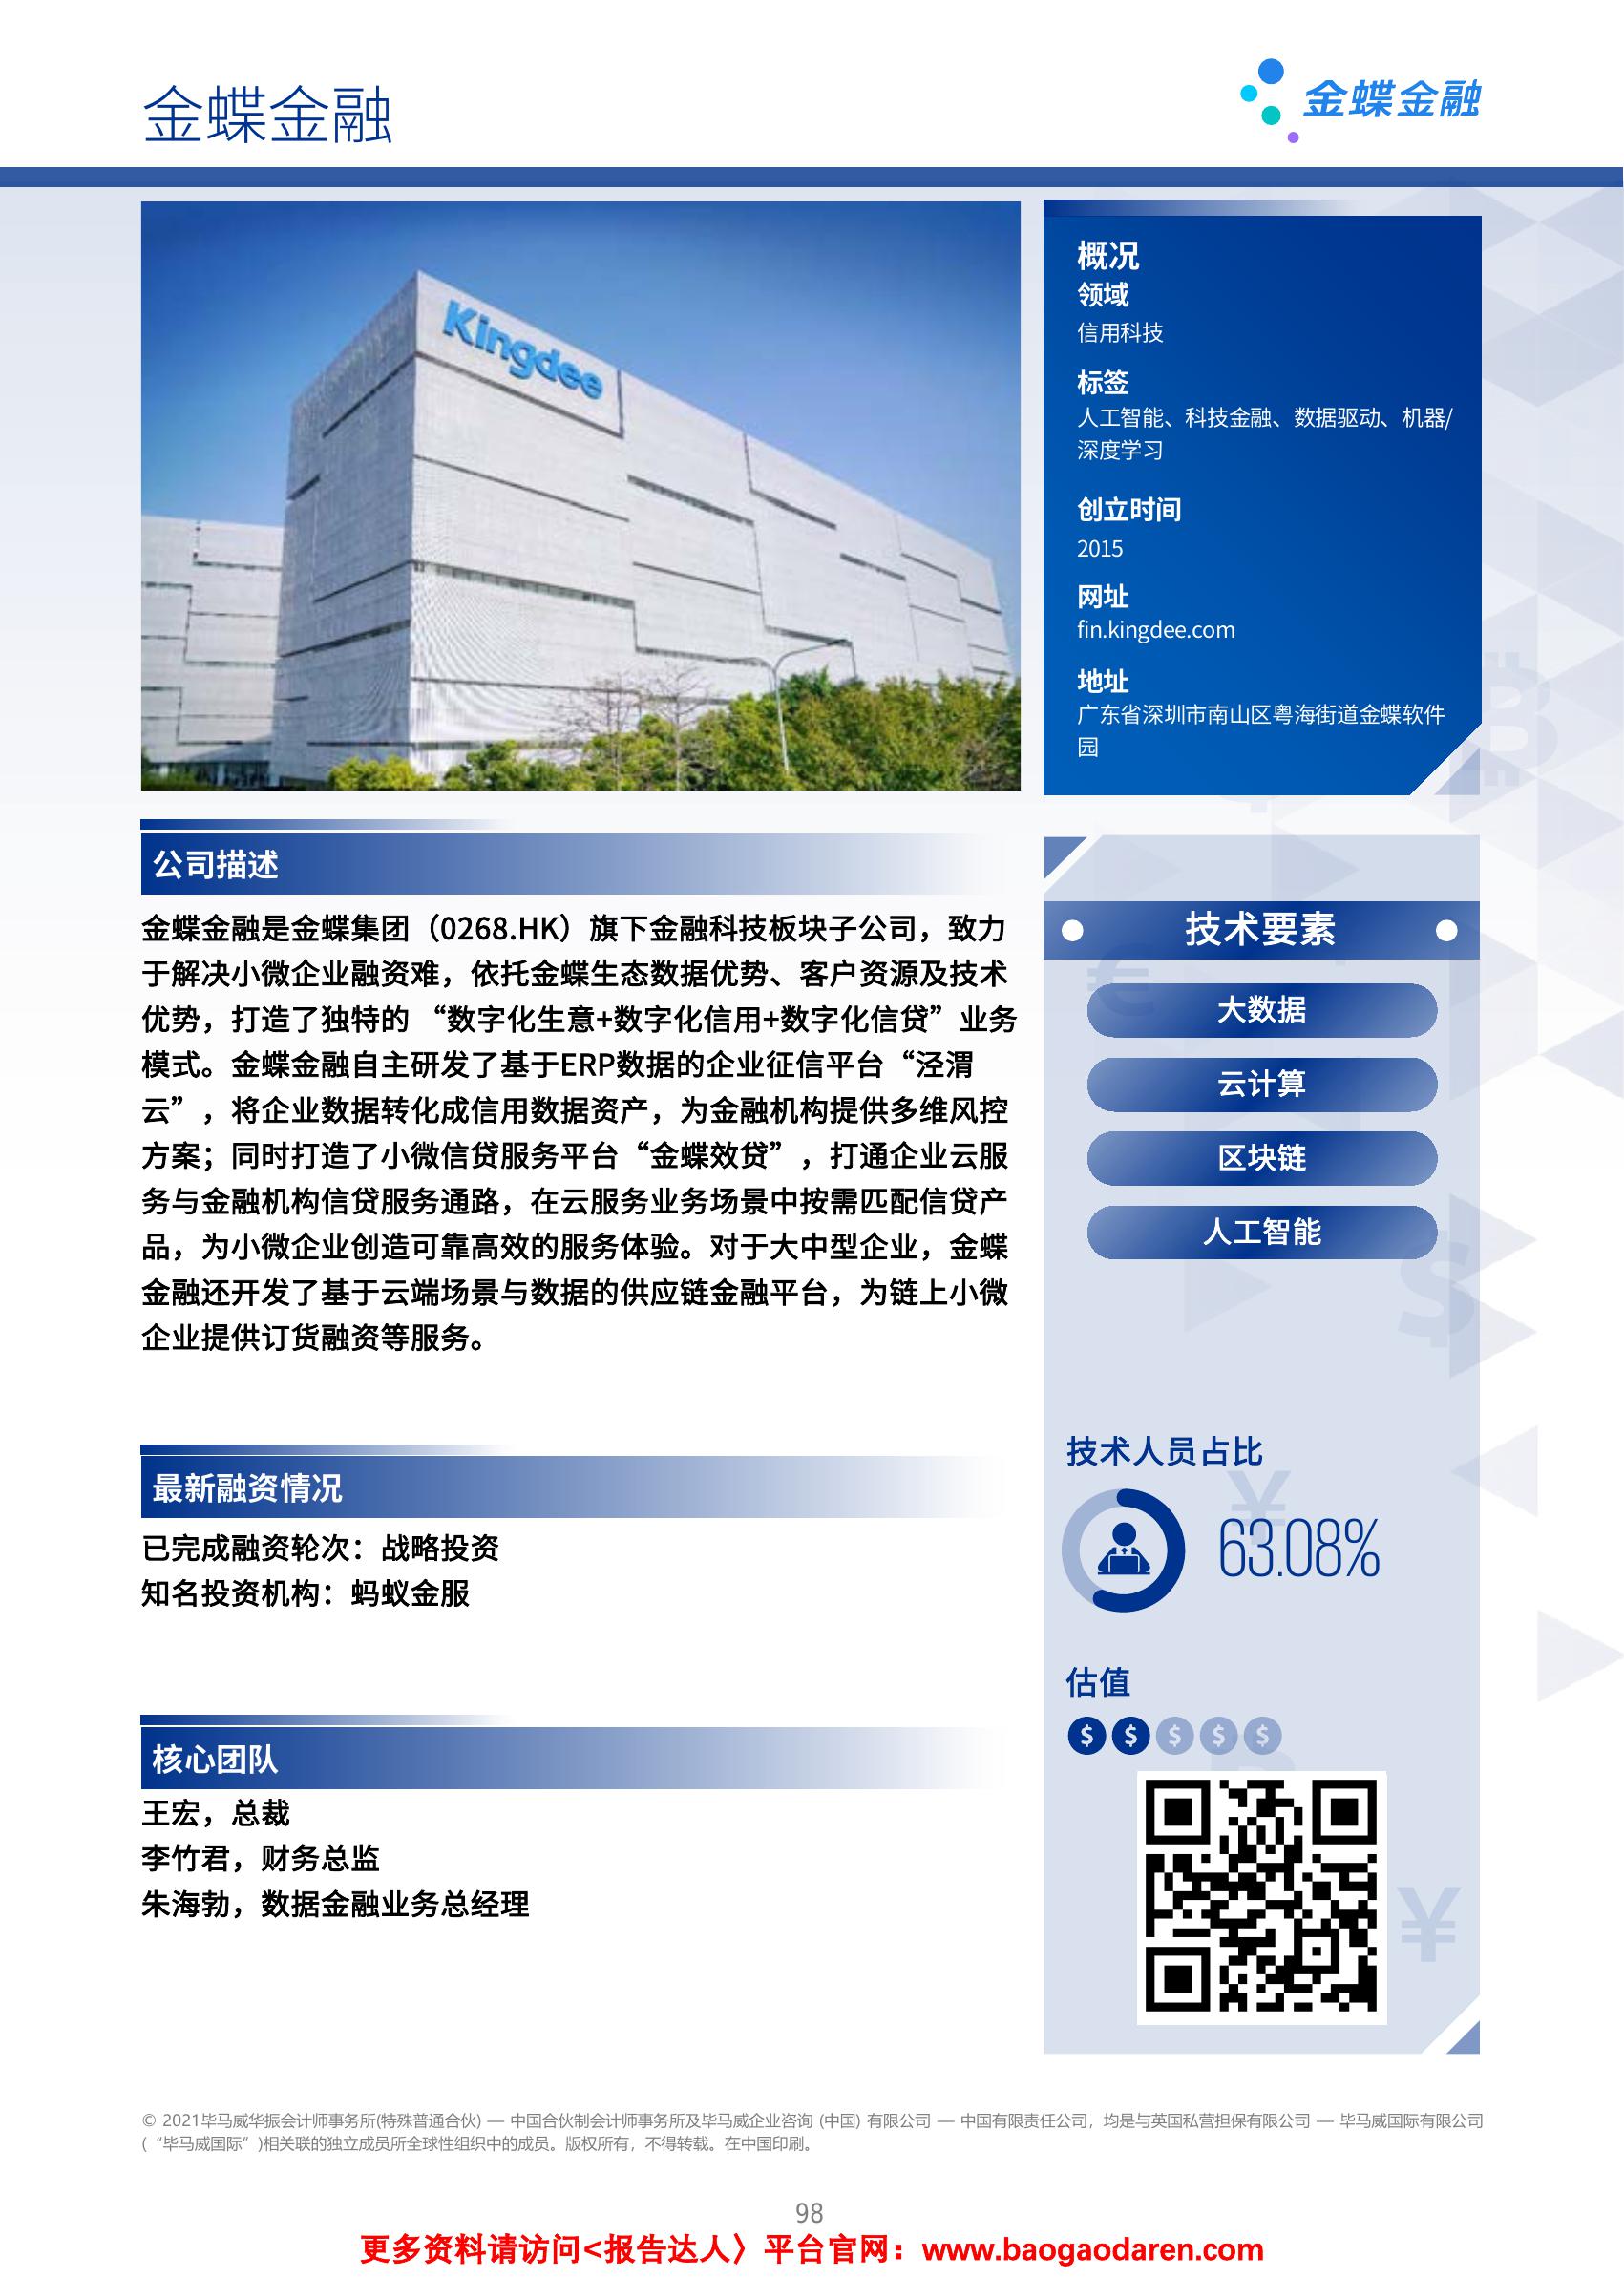 金蝶金融
金蝶金融
Kingdee
概况
领域
信用科技
标签
人工智能、科技金融、数据驱动、机器/
深度学习
创立时间
2015
网址
fin.kingdee.com
地址
广东省深圳市南山区粤海街道金蝶软件
园
公司描述
金蝶金融是金蝶集团（0268.HK）旗下金融科技板块子公司，致力
于解决小微企业融资难，依托金蝶生态数据优势、客户资源及技术
优势，打造了独特的 “数字化生意+数字化信用+数字化信贷”业务
模式。金蝶金融自主研发了基于ERP数据的企业征信平台“泾渭
云”，将企业数据转化成信用数据资产，为金融机构提供多维风控
方案；同时打造了小微信贷服务平台“金蝶效贷”，打通企业云服
务与金融机构信贷服务通路，在云服务业务场景中按需匹配信贷产
品，为小微企业创造可靠高效的服务体验。对于大中型企业，金蝶
金融还开发了基于云端场景与数据的供应链金融平台，为链上小微
企业提供订货融资等服务。
最新融资情况
已完成融资轮次：战略投资
知名投资机构：蚂蚁金服
核心团队
王宏，总裁
李竹君，财务总监
朱海勃，数据金融业务总经理
技术要素
大数据
云计算
区块链
人工智能
技术人员占比
63.08%
估值
$ $ $ $ $
© 2021毕马威华振会计师事务所(特殊普通合伙) — 中国合伙制会计师事务所及毕马威企业咨询 (中国) 有限公司 — 中国有限责任公司，均是与英国私营担保有限公司 — 毕马威国际有限公司
(“毕马威国际”)相关联的独立成员所全球性组织中的成员。版权所有，不得转载。在中国印刷。
98
更多资料请访问<报告达人〉平台官网：www.baogaodaren.com